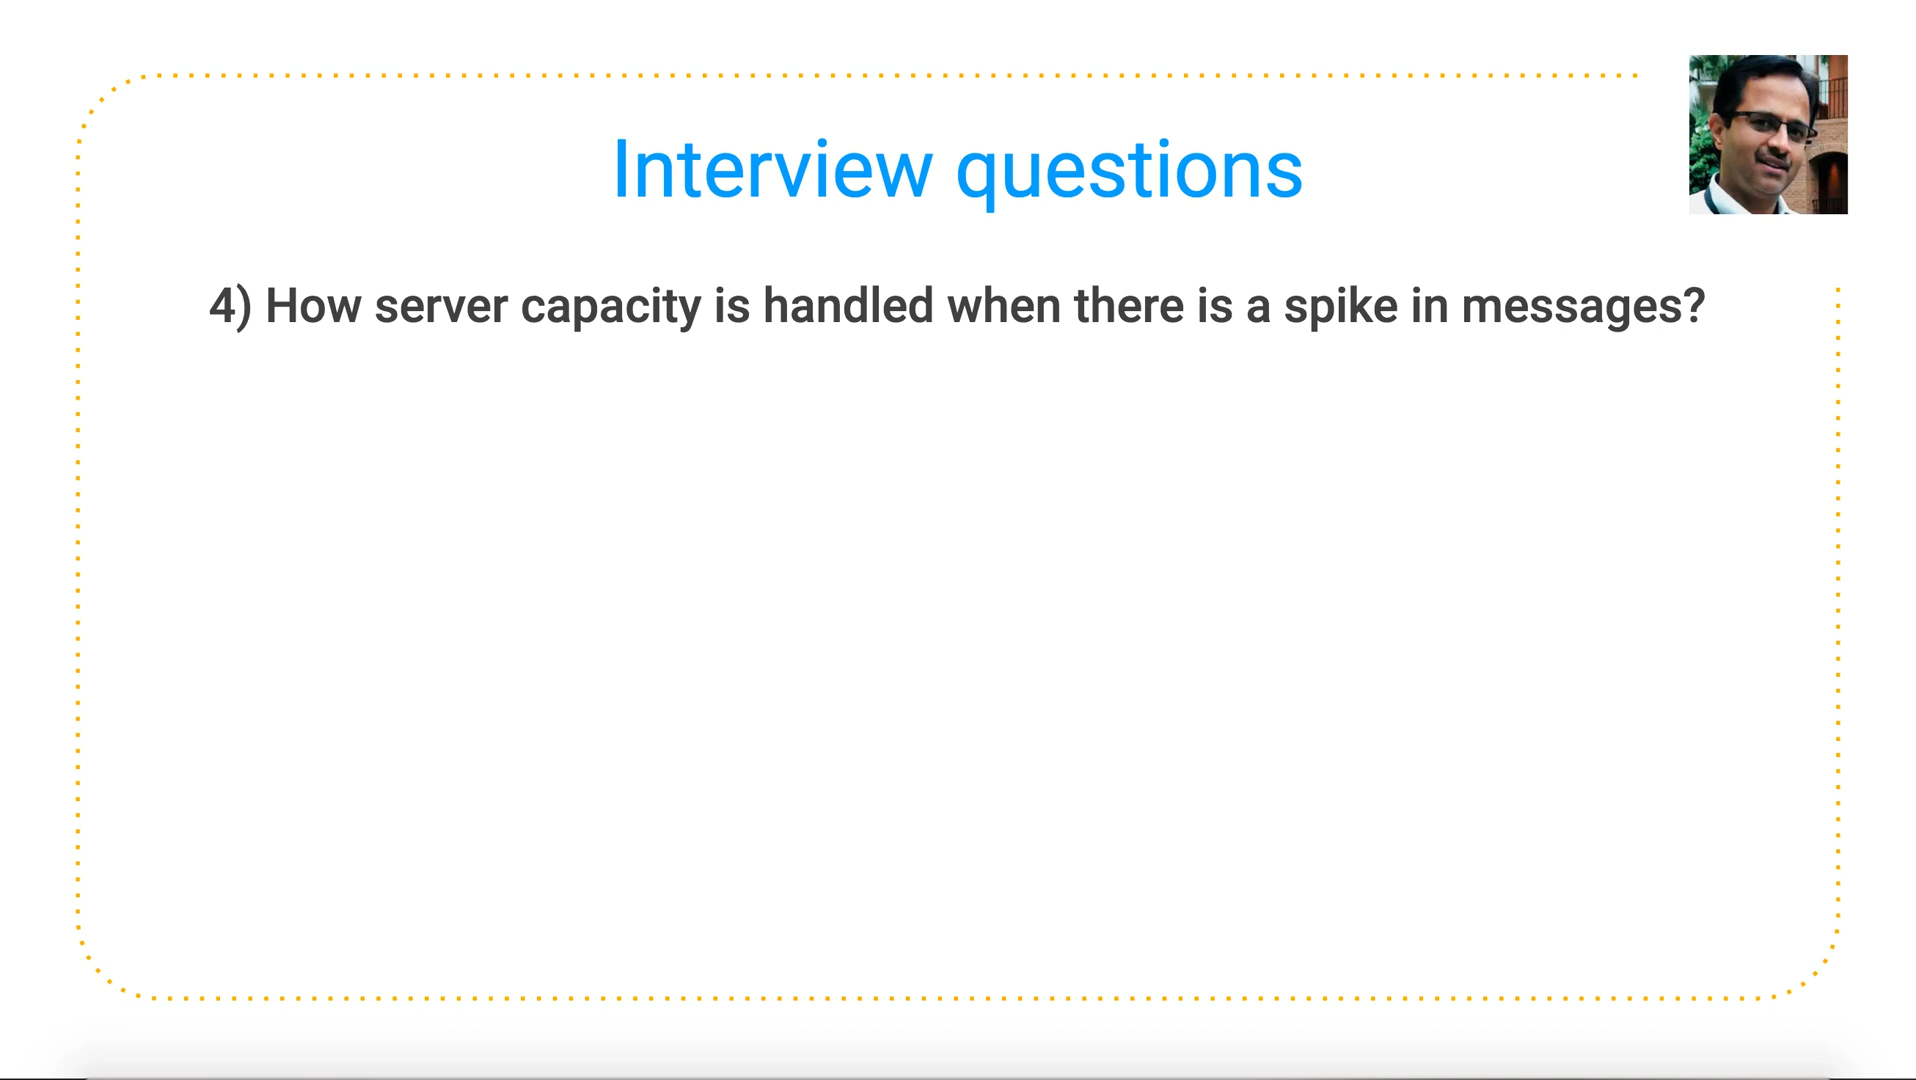 Interview questions
4) How server capacity is handled when there is a spike in messages?